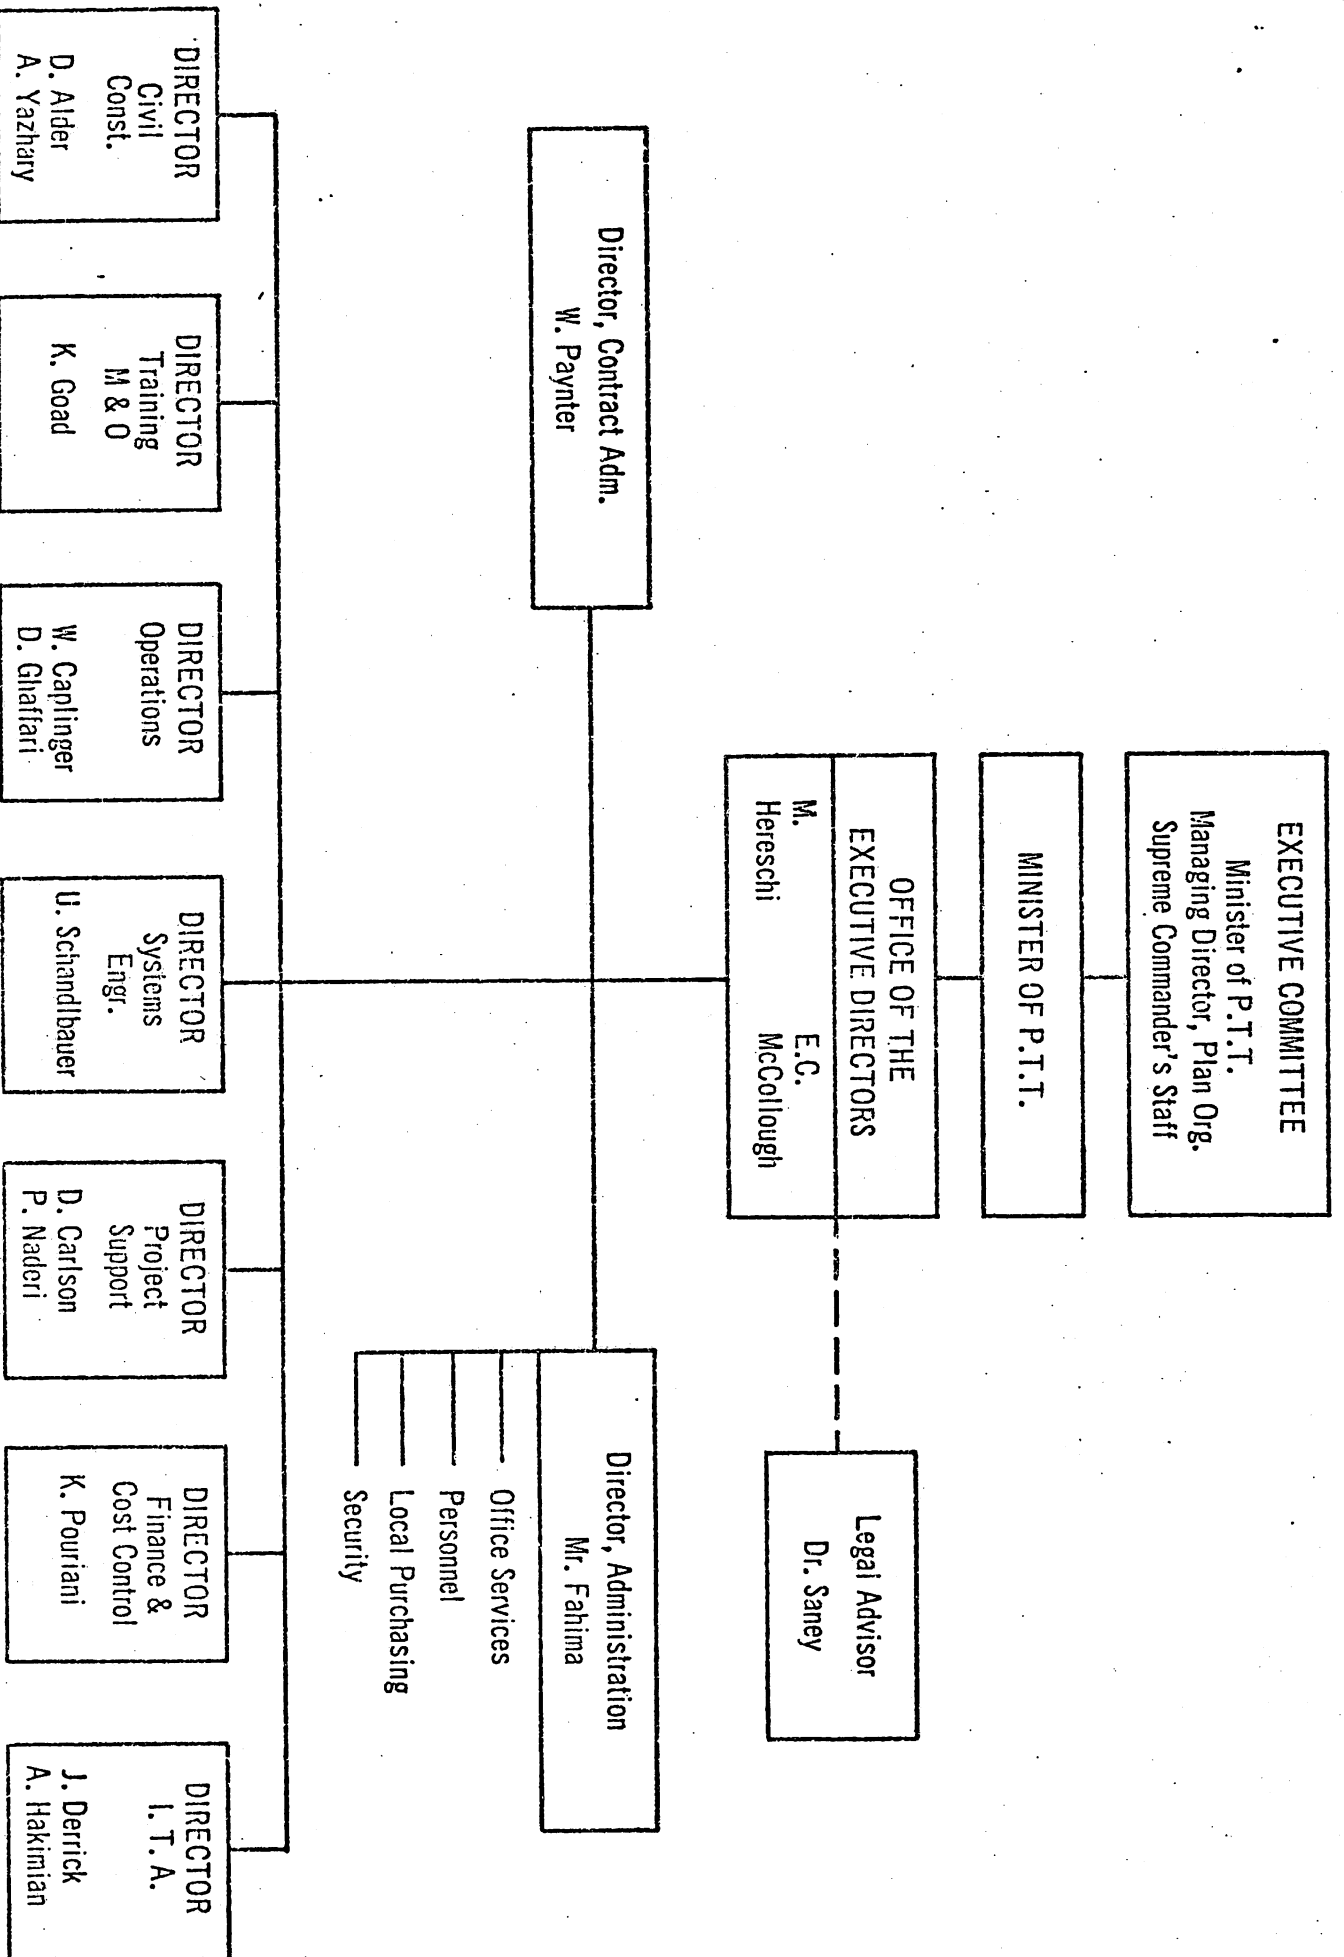 EXECUTIVE COMMITTEE
Minister of P.T.T.
Managing Director, Plan Org.
Supreme Commander's Staff
MINISTER OF P.T.T.
OFFICE OF THE
EXECUTIVE DIRECTORS
M.
Hereschi
E.C.
McCollough
Legal Advisor
Dr. Saney
Director, Contract Adm.
W. Paynter
Director, Administration
Mr. Fahima
Office Services
Personnel
Local Purchasing
Security
DIRECTOR
Civil
Const.
D. Alder
A. Yazhary
DIRECTOR
Training
M & O
K. Goad
DIRECTOR
Operations
W. Caplinger
D. Ghaffari
DIRECTOR
Systems
Engr.
U. Schandlbauer
DIRECTOR
Project
Support
D. Carlson
P. Naderi
DIRECTOR
Finance &
Cost Control
K. Pouriani
DIRECTOR
I. T. A.
J. Derrick
A. Hakimian